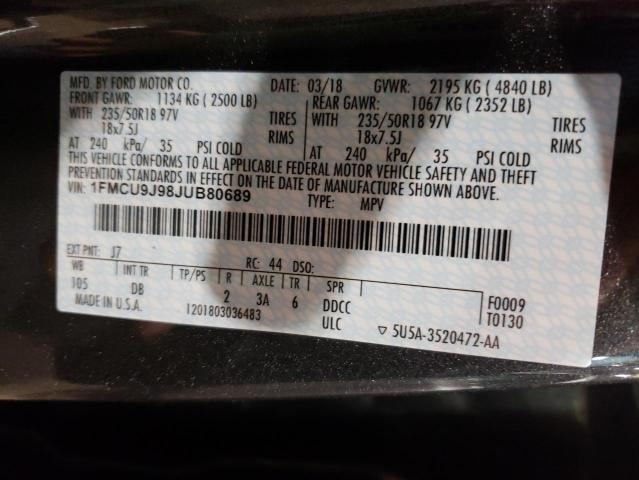 MFD. BY FORD MOTOR CO. DATE: 03/18 GVWR: 2195 KG ( 4840 LB)
FRONT GAWR: 1134 KG ( 2500 LB) REAR GAWR: 1067 KG ( 2352 LB)
WITH 235/50R18 97V TIRES WITH 235/50R18 97V TIRES
18x7.5J RIMS 18x7.5J RIMS
AT 240 kPa/ 35 PSI COLD AT 240 kPa/ 35 PSI COLD
THIS VEHICLE CONFORMS TO ALL APPLICABLE FEDERAL MOTOR VEHICLE SAFETY AND THEFT
PREVENTION STANDARDS IN EFFECT ON THE DATE OF MANUFACTURE SHOWN ABOVE.
VIN: 1FMCU9J98JUB80689 TYPE: MPV
EXT PNT: J7 RC: 44 DSO:
WB INT TR TP/PS R AXLE TR SPR
105 DB 2 3A 6 DDCC F0009
MADE IN U.S.A. 1201803036483 ULC T0130
▽ 5U5A-3520472-AA